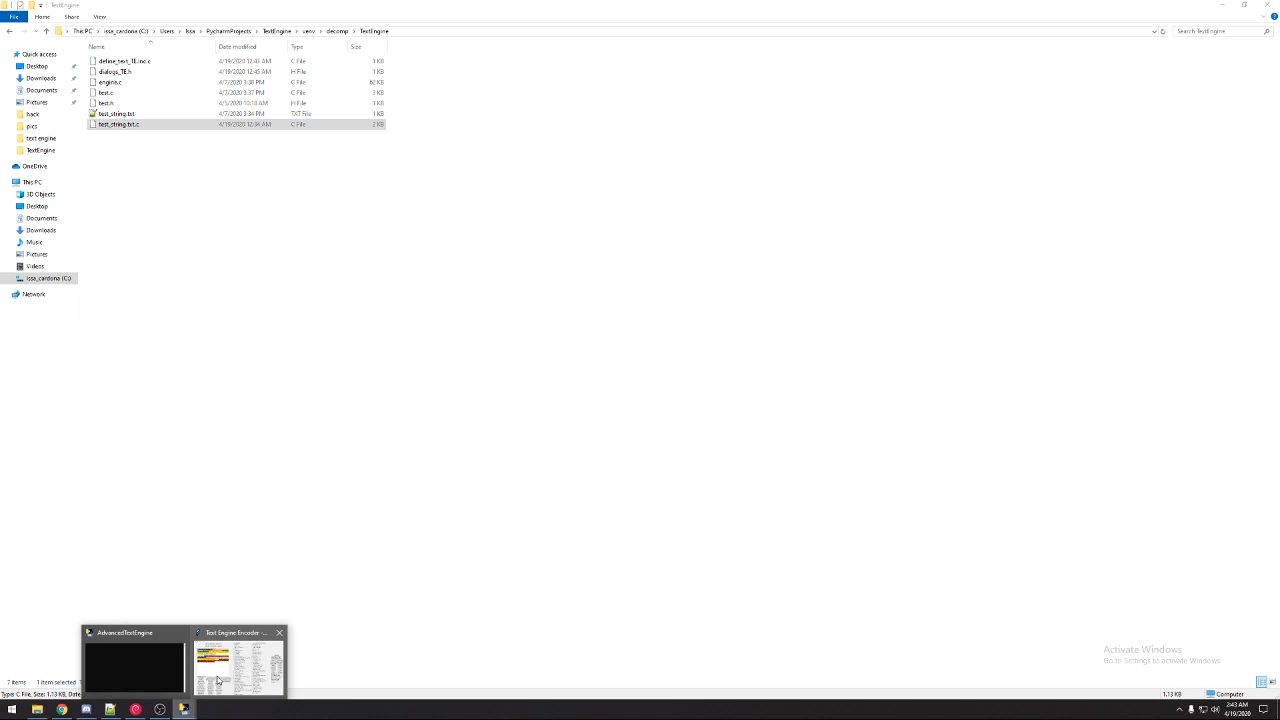 TextEngine
File Home Share View
This PC > issa_cardona (C:) > Users > Issa > PycharmProjects > TextEngine > venv > decomp > TextEngine
Search TextEngine
Name Date modified Type Size
Quick access
Desktop
Downloads
Documents
Pictures
hack
pics
text engine
TextEngine
OneDrive
This PC
3D Objects
Desktop
Documents
Downloads
Music
Pictures
Videos
issa_cardona (C:)
Network
define_text_TE.inc.c 4/19/2020 12:43 AM C File 1 KB
dialogs_TE.h 4/19/2020 12:45 AM H File 1 KB
engine.c 4/7/2020 3:38 PM C File 62 KB
test.c 4/7/2020 3:37 PM C File 3 KB
test.h 4/5/2020 10:18 AM H File 1 KB
test_string.txt 4/7/2020 3:34 PM TXT File 1 KB
test_string.txt.c 4/19/2020 12:34 AM C File 2 KB
AdvancedTextEngine
Text Engine Encoder -...
Activate Windows
Go to Settings to activate Windows.
7 items 1 item selected
Type: C File, Size: 1.13 KB, Date
1.13 KB Computer
2:43 AM
4/19/2020